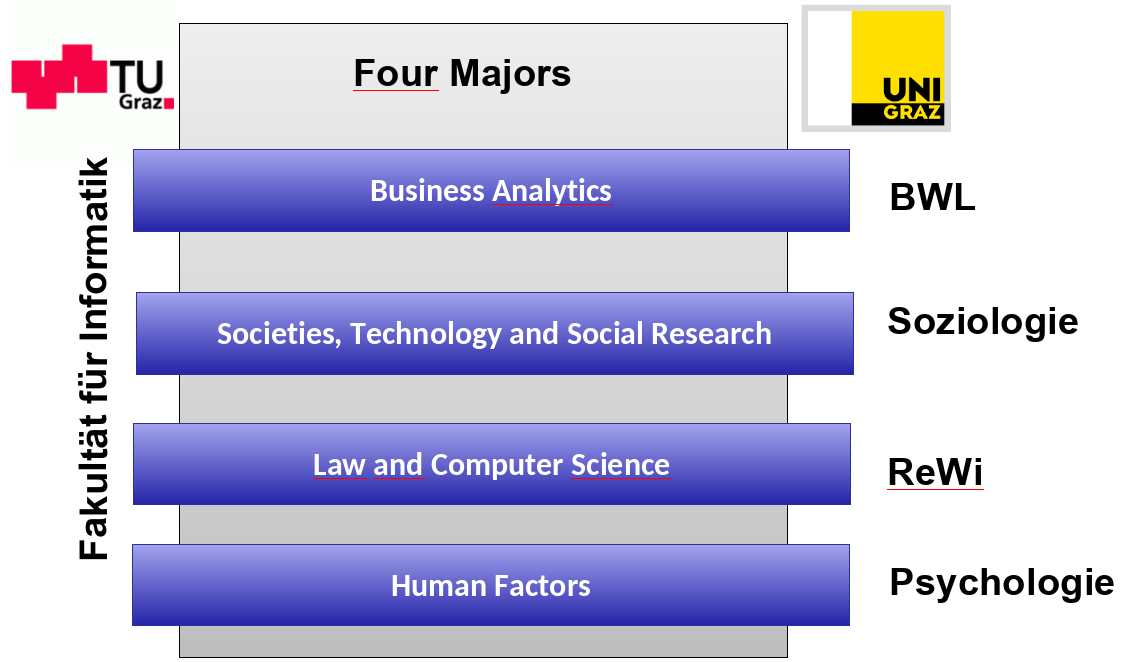 TU
Graz
Four Majors
UNI
GRAZ
Fakultät für Informatik
Business Analytics
BWL
Societies, Technology and Social Research
Soziologie
Law and Computer Science
ReWi
Human Factors
Psychologie